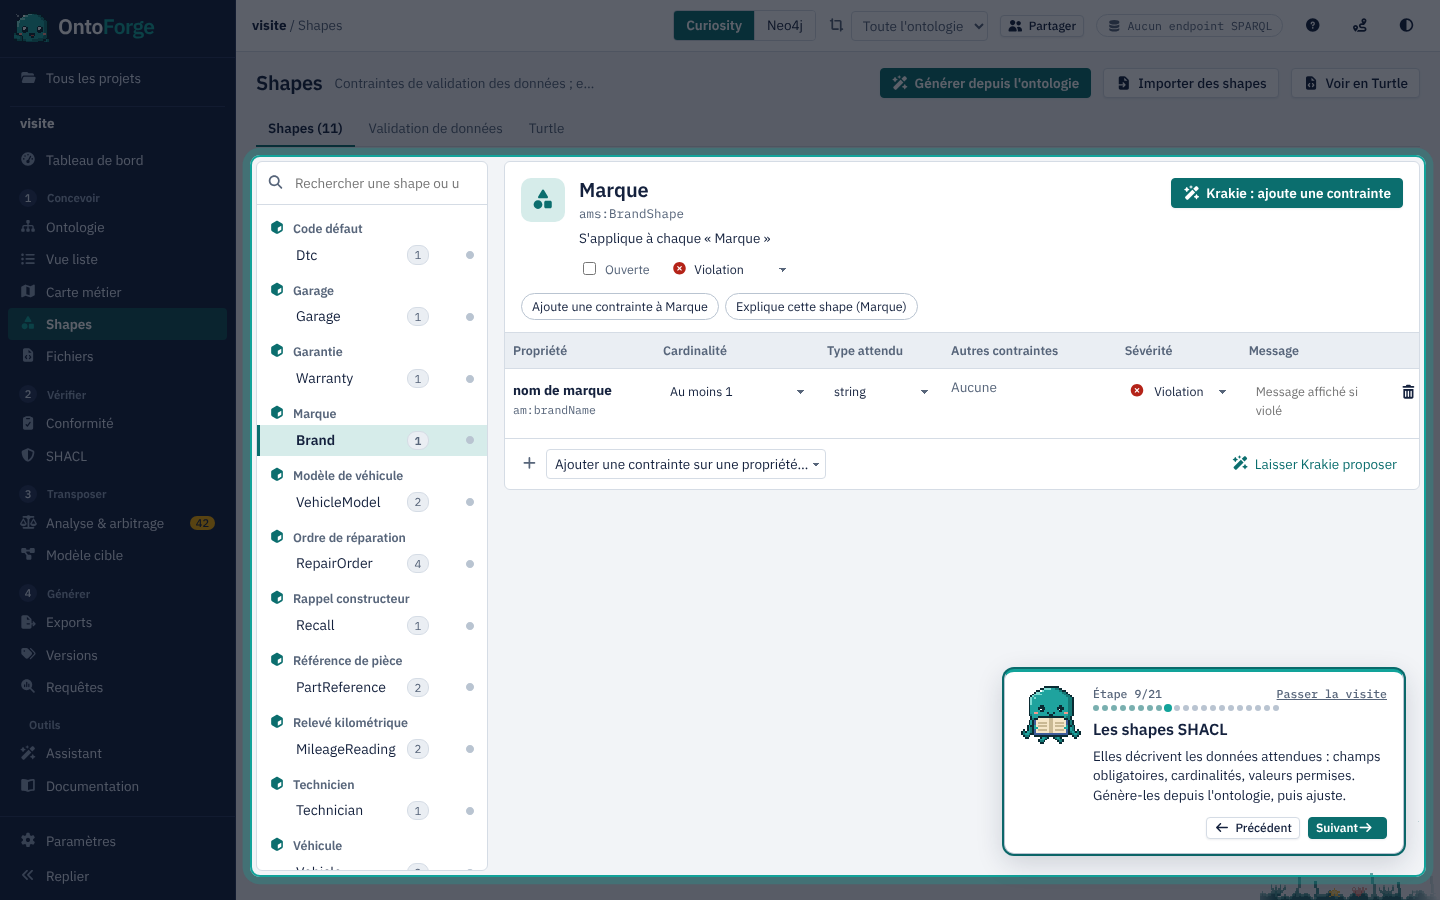 OntoForge
Tous les projets
visite
Tableau de bord
1 Concevoir
Ontologie
Vue liste
Carte métier
Shapes
Fichiers
2 Vérifier
Conformité
SHACL
3 Transposer
Analyse & arbitrage 42
Modèle cible
4 Générer
Exports
Versions
Requêtes
Outils
Assistant
Documentation
Paramètres
Replier
visite / Shapes
Curiosity Neo4j
Toute l'ontologie
Partager
Aucun endpoint SPARQL
Shapes Contraintes de validation des données ; e...
Générer depuis l'ontologie
Importer des shapes
Voir en Turtle
Shapes (11) Validation de données Turtle
Rechercher une shape ou u
Code défaut
Dtc 1
Garage
Garage 1
Garantie
Warranty 1
Marque
Brand 1
Modèle de véhicule
VehicleModel 2
Ordre de réparation
RepairOrder 4
Rappel constructeur
Recall 1
Référence de pièce
PartReference 2
Relevé kilométrique
MileageReading 2
Technicien
Technician 1
Véhicule
Marque
ams:BrandShape
S'applique à chaque « Marque »
Ouverte Violation
Krakie : ajoute une contrainte
Ajoute une contrainte à Marque
Explique cette shape (Marque)
Propriété Cardinalité Type attendu Autres contraintes Sévérité Message
nom de marque Au moins 1 string Aucune Violation Message affiché si
am:brandName violé
Ajouter une contrainte sur une propriété...
Laisser Krakie proposer
Étape 9/21 Passer la visite
Les shapes SHACL
Elles décrivent les données attendues : champs
obligatoires, cardinalités, valeurs permises.
Génère-les depuis l'ontologie, puis ajuste.
← Précédent
Suivant→